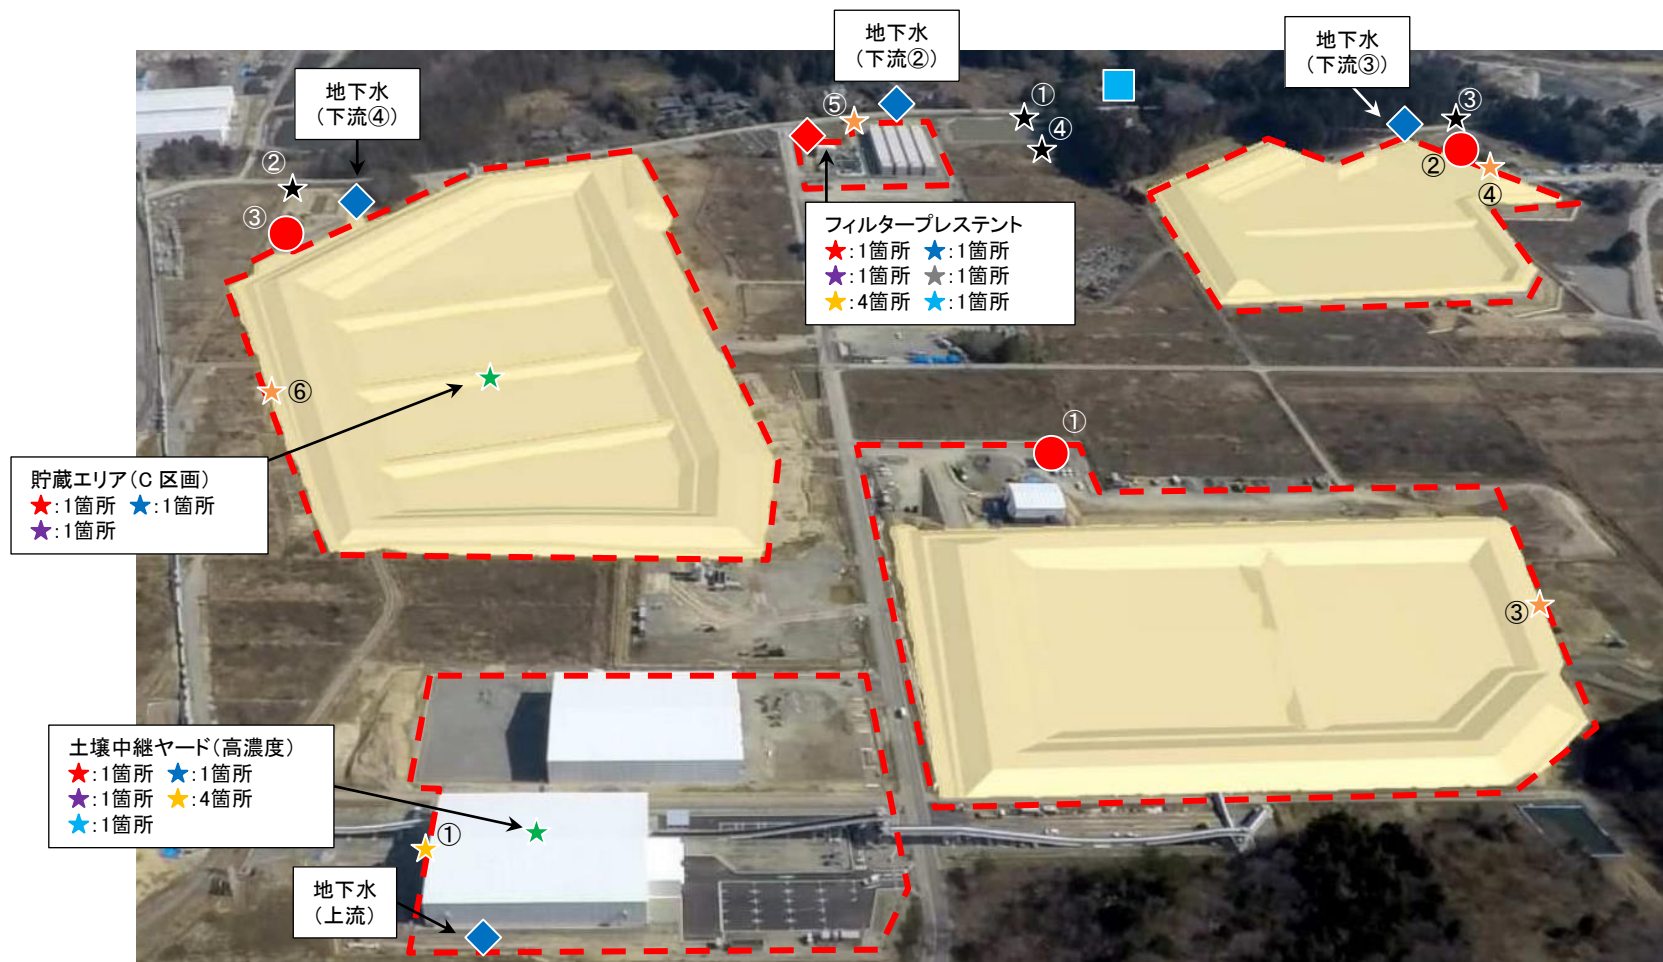 地下水
（下流②）
地下水
（下流③）
地下水
（下流④）
⑤
①
④
③
②
④
②
③
フィルタープレステント
★：1箇所 ★：1箇所
★：1箇所 ★：1箇所
★：4箇所 ★：1箇所
⑥
①
貯蔵エリア（C 区画）
★：1箇所 ★：1箇所
★：1箇所
③
土壌中継ヤード（高濃度）
★：1箇所 ★：1箇所
★：1箇所 ★：4箇所
★：1箇所
①
地下水
（上流）